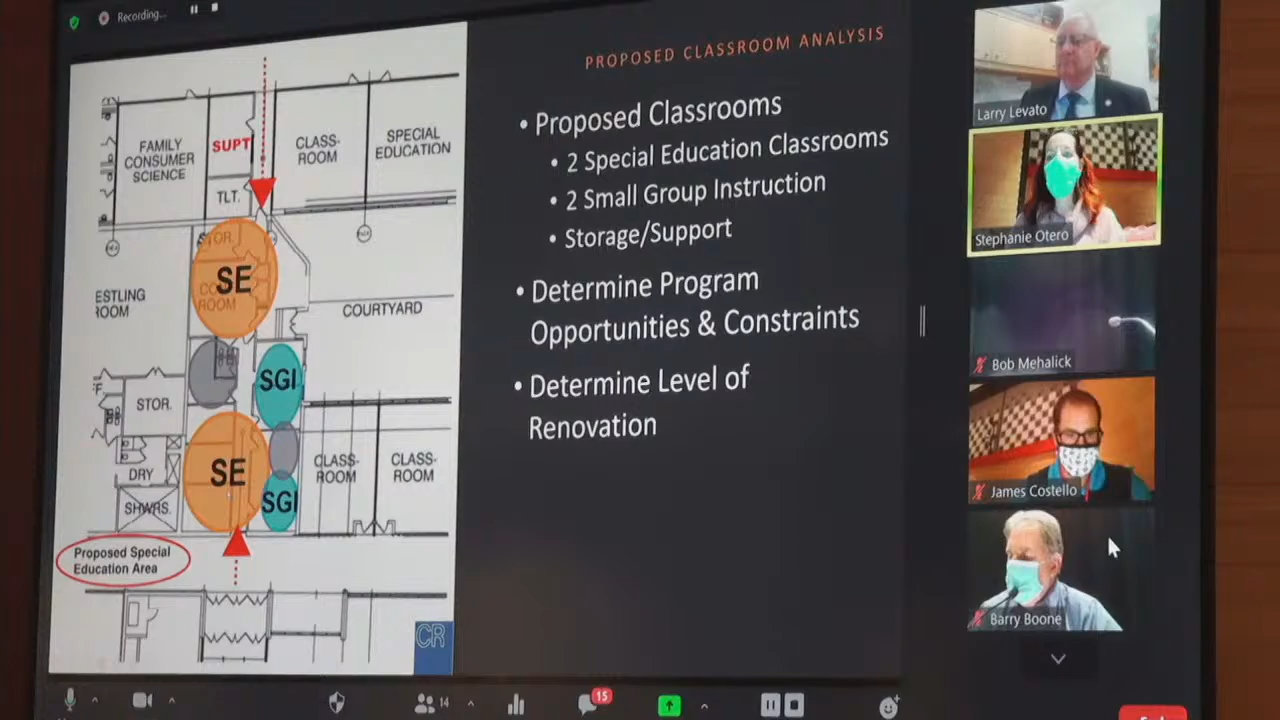 Recording...
PROPOSED CLASSROOM ANALYSIS
• Proposed Classrooms
• 2 Special Education Classrooms
• 2 Small Group Instruction
• Storage/Support
• Determine Program
Opportunities & Constraints
• Determine Level of
Renovation
FAMILY
CONSUMER
SCIENCE
SUPT
TLT.
CLASS-
ROOM
SPECIAL
EDUCATION
STOR.
SE
ROOM
ESTLING
ROOM
COURTYARD
SGI
STOR.
SE
SGI
DRY
SHWRS.
CLASS-
ROOM
CLASS-
ROOM
Proposed Special
Education Area
CR
Larry Levato
Stephanie Otero
Bob Mehalick
James Costello
Barry Boone
14
15